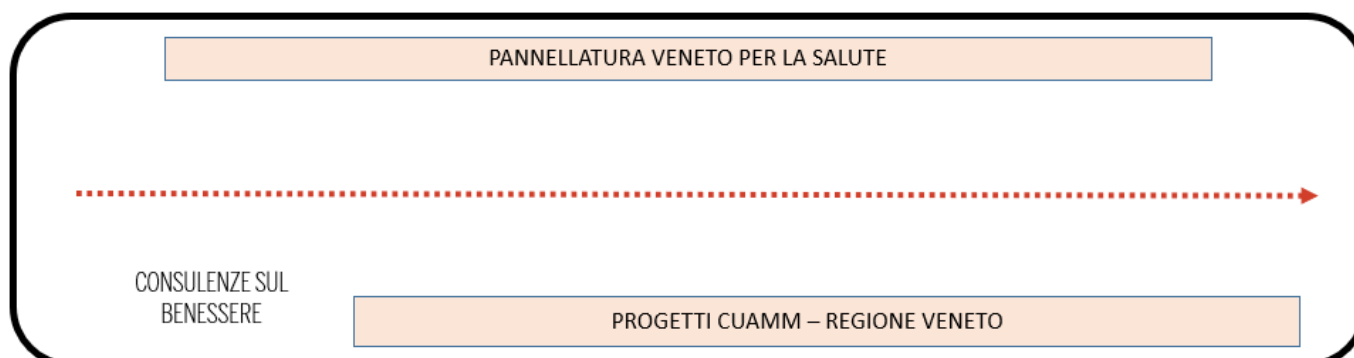 PANNELLATURA VENETO PER LA SALUTE
CONSULENZE SUL
BENESSERE
PROGETTI CUAMM – REGIONE VENETO